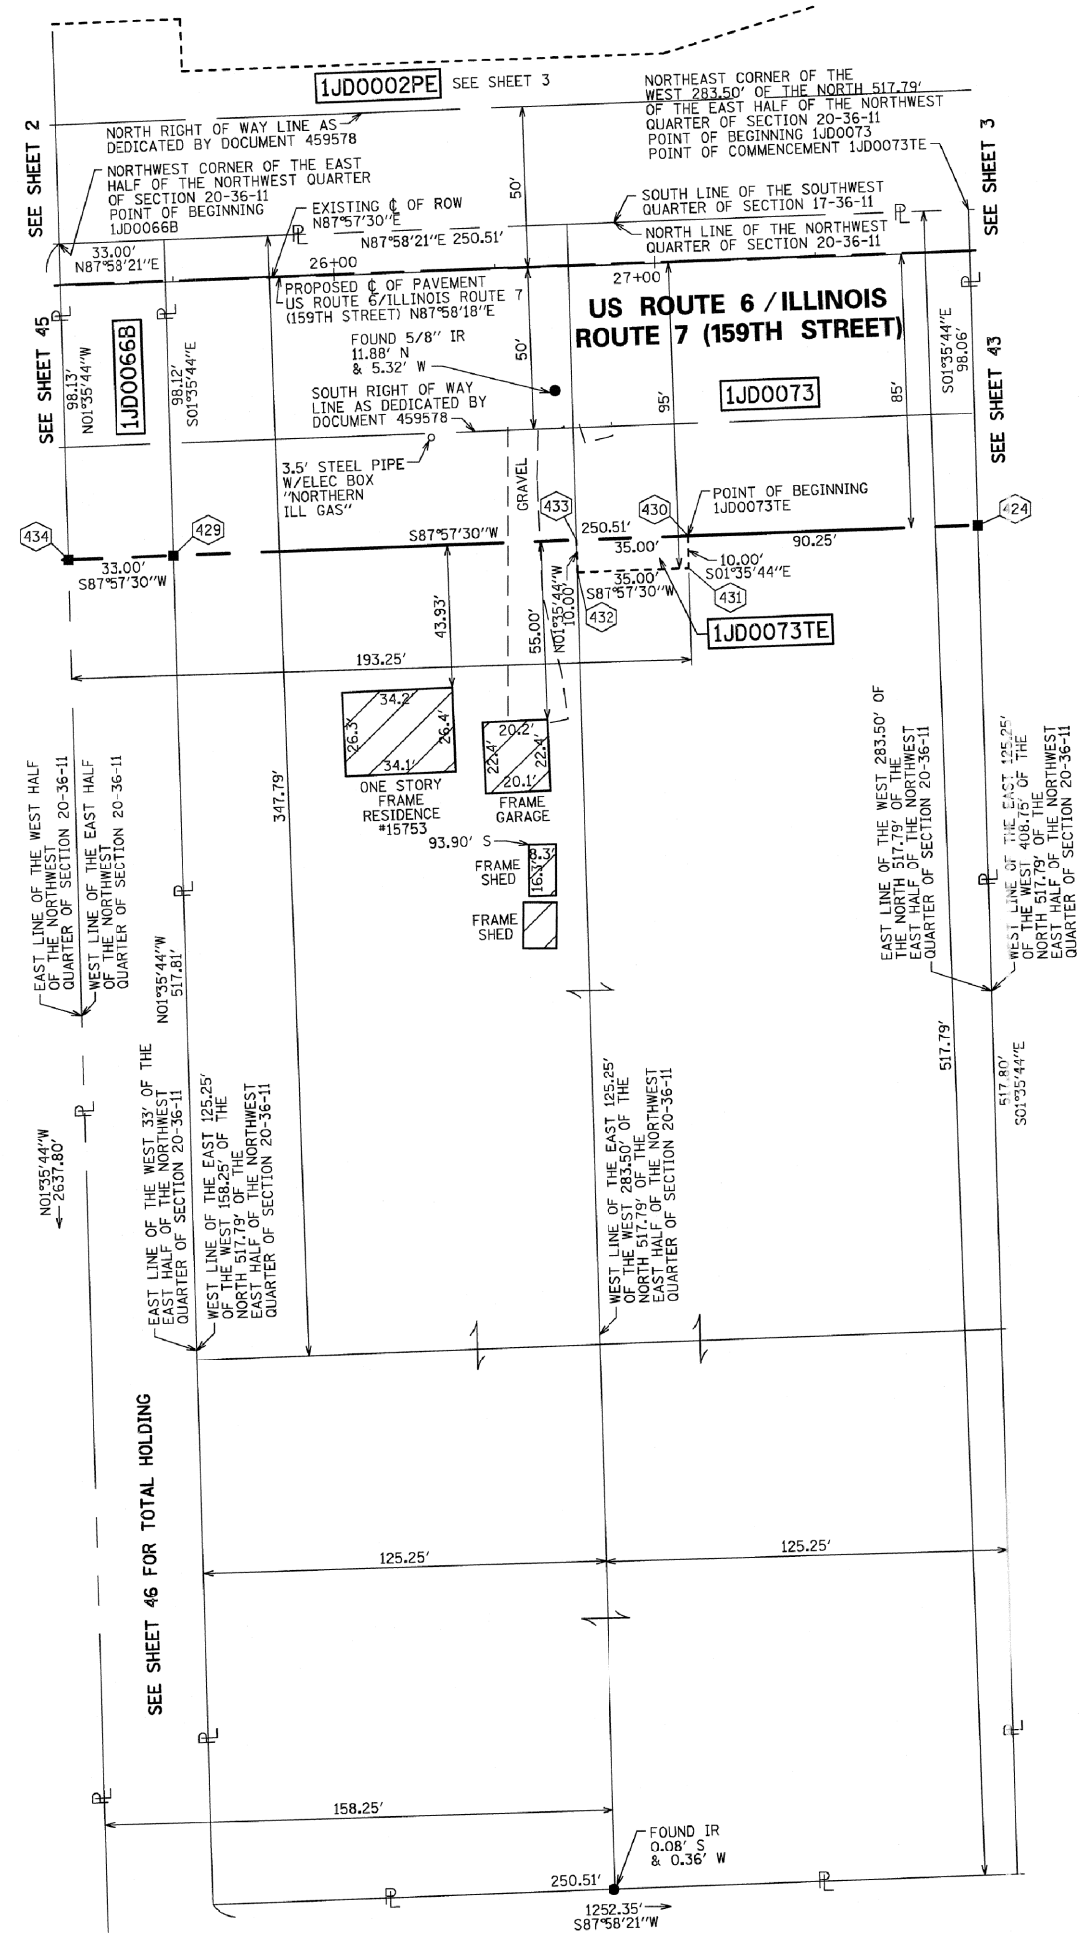 1JD0002PE
SEE SHEET 3
SEE SHEET 2
NORTH RIGHT OF WAY LINE AS
DEDICATED BY DOCUMENT 459578
NORTHWEST CORNER OF THE EAST
HALF OF THE NORTHWEST QUARTER
OF SECTION 20-36-11
POINT OF BEGINNING
1JD0066B
NORTHEAST CORNER OF THE
WEST 283.50' OF THE NORTH 517.79'
OF THE EAST HALF OF THE NORTHWEST
QUARTER OF SECTION 20-36-11
POINT OF BEGINNING 1JD0073
POINT OF COMMENCEMENT 1JD0073TE
SEE SHEET 3
50'
SOUTH LINE OF THE SOUTHWEST
QUARTER OF SECTION 17-36-11
NORTH LINE OF THE NORTHWEST
QUARTER OF SECTION 20-36-11
PL
EXISTING ℄ OF ROW
N87°57'30"E
PL
N87°58'21"E 250.51'
33.00'
N87°58'21"E
26+00
27+00
PROPOSED ℄ OF PAVEMENT
US ROUTE 6/ILLINOIS ROUTE 7
(159TH STREET) N87°58'18"E
US ROUTE 6 / ILLINOIS
ROUTE 7 (159TH STREET)
PL
PL
PL
SEE SHEET 45
98.13'
N01°35'44"W
1JD0066B
98.12'
S01°35'44"E
FOUND 5/8" IR
11.88' N
& 5.32' W
50'
SOUTH RIGHT OF WAY
LINE AS DEDICATED BY
DOCUMENT 459578
95'
1JD0073
85'
S01°35'44"E
98.06'
SEE SHEET 43
3.5' STEEL PIPE
W/ELEC BOX
"NORTHERN
ILL GAS"
GRAVEL
POINT OF BEGINNING
1JD0073TE
434
429
433
430
424
250.51'
S87°57'30"W
35.00'
90.25'
33.00'
S87°57'30"W
10.00'
S01°35'44"E
35.00'
S87°57'30"W
431
432
N01°35'44"W
10.00'
43.93'
55.00'
1JD0073TE
193.25'
34.2'
26.3'
26.4'
34.1'
ONE STORY
FRAME
RESIDENCE
#15753
20.2'
22.4'
22.4'
20.1'
FRAME
GARAGE
93.90' S
8.3'
16.3'
FRAME
SHED
FRAME
SHED
347.79'
EAST LINE OF THE WEST HALF
OF THE NORTHWEST
QUARTER OF SECTION 20-36-11
WEST LINE OF THE EAST HALF
OF THE NORTHWEST
QUARTER OF SECTION 20-36-11
PL
N01°35'44"W
517.81'
EAST LINE OF THE WEST 283.50' OF
THE NORTH 517.79' OF THE
EAST HALF OF THE NORTHWEST
QUARTER OF SECTION 20-36-11
PL
WEST LINE OF THE EAST 125.25'
OF THE WEST 408.75' OF THE
NORTH 517.79' OF THE
EAST HALF OF THE NORTHWEST
QUARTER OF SECTION 20-36-11
517.79'
517.80'
S01°35'44"E
PL
N01°35'44"W
2637.80'
EAST LINE OF THE WEST 33' OF THE
EAST HALF OF THE NORTHWEST
QUARTER OF SECTION 20-36-11
WEST LINE OF THE EAST 125.25'
OF THE WEST 158.25' OF THE
NORTH 517.79' OF THE
EAST HALF OF THE NORTHWEST
QUARTER OF SECTION 20-36-11
WEST LINE OF THE EAST 125.25'
OF THE WEST 283.50' OF THE
NORTH 517.79' OF THE
EAST HALF OF THE NORTHWEST
QUARTER OF SECTION 20-36-11
SEE SHEET 46 FOR TOTAL HOLDING
125.25'
125.25'
PL
PL
PL
158.25'
FOUND IR
0.08' S
& 0.36' W
250.51'
PL
PL
1252.35'
S87°58'21"W